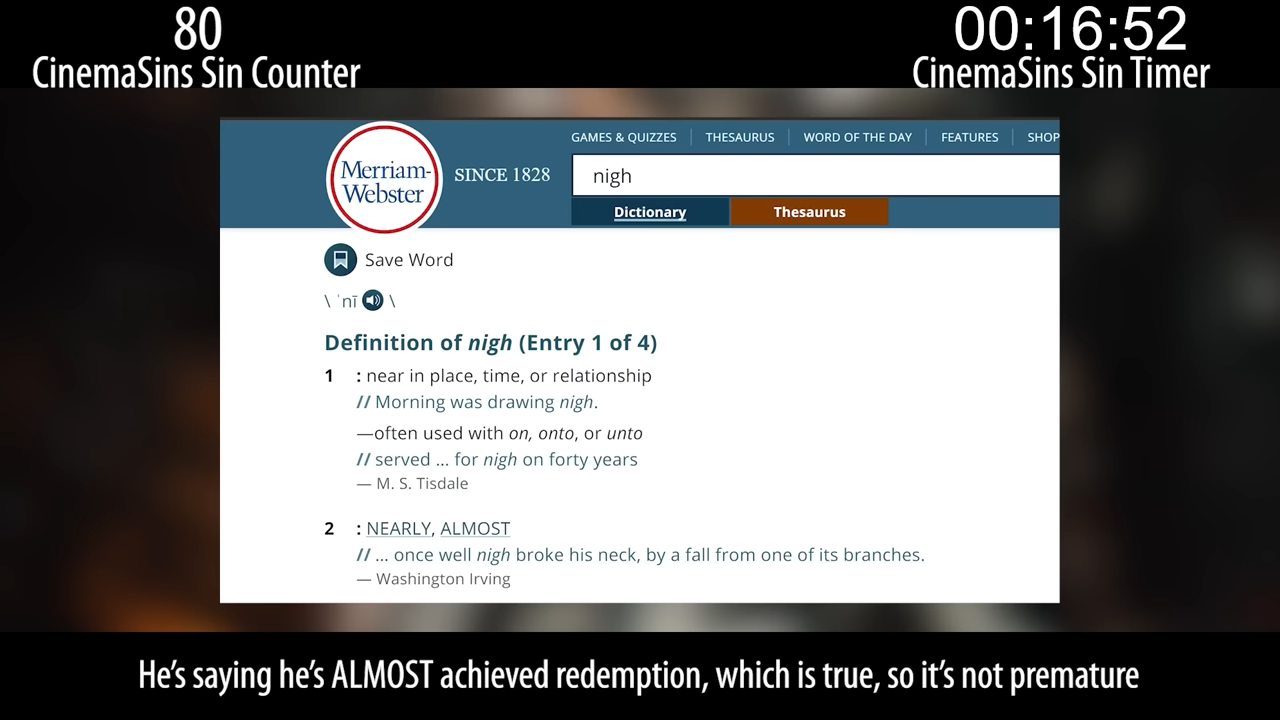 80
CinemaSins Sin Counter
00:16:52
CinemaSins Sin Timer
Merriam-
Webster
SINCE 1828
GAMES & QUIZZES THESAURUS WORD OF THE DAY FEATURES SHOP
nigh
Dictionary Thesaurus
Save Word
\ ˈnī \
Definition of nigh (Entry 1 of 4)
1 : near in place, time, or relationship
// Morning was drawing nigh.
—often used with on, onto, or unto
// served ... for nigh on forty years
— M. S. Tisdale
2 : NEARLY, ALMOST
// ... once well nigh broke his neck, by a fall from one of its branches.
— Washington Irving
He's saying he's ALMOST achieved redemption, which is true, so it's not premature